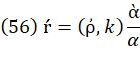 (56) ŕ = (ρ̀, k) ὰ/α